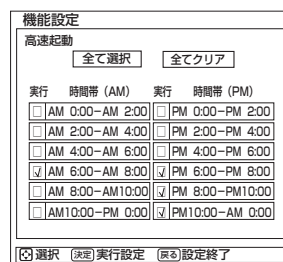 機能設定
高速起動
全て選択 全てクリア
実行 時間帯 (AM) 実行 時間帯 (PM)
AM 0:00-AM 2:00 PM 0:00-PM 2:00
AM 2:00-AM 4:00 PM 2:00-PM 4:00
AM 4:00-AM 6:00 PM 4:00-PM 6:00
AM 6:00-AM 8:00 PM 6:00-PM 8:00
AM 8:00-AM10:00 PM 8:00-PM10:00
AM10:00-PM 0:00 PM10:00-AM 0:00
選択 決定 実行設定 戻る 設定終了